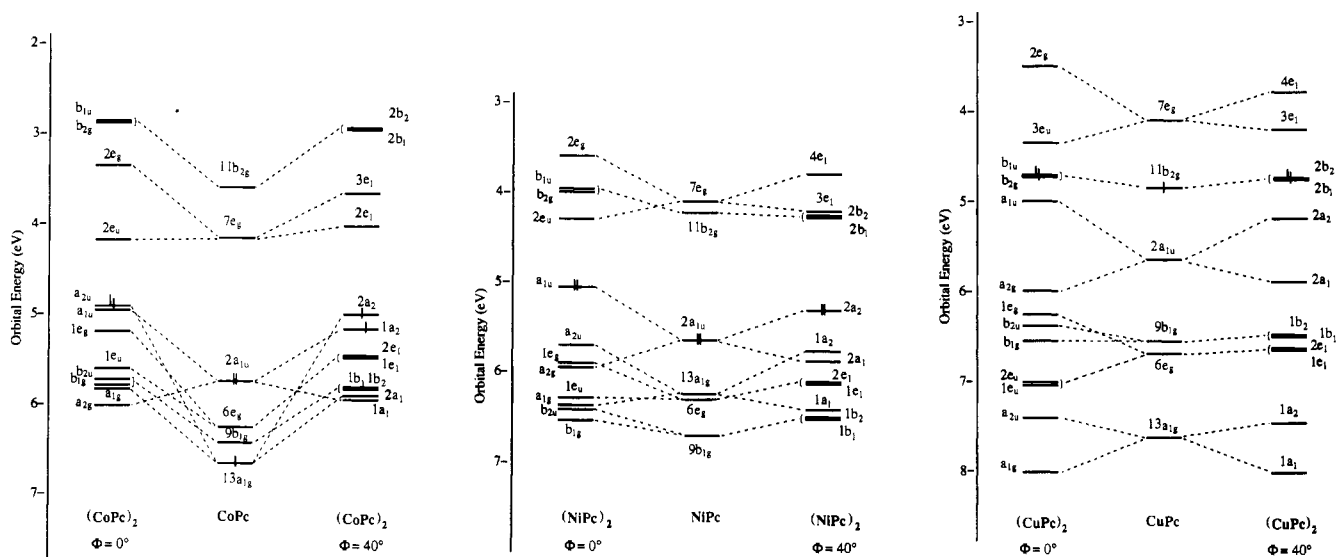 Orbital Energy (eV)
2
3
4
5
6
7
b1u
b2g
2eg
2eu
a2u
a1u
1eg
1eu
b2u
b1g
a1g
a2g
11b2g
7eg
2a1u
6eg
9b1g
13a1g
2b2
2b1
3e1
2e1
2a2
1a2
2e1
1e1
1b1 1b2
2a1
1a1
(CoPc)2 CoPc (CoPc)2
Φ = 0° Φ = 40°
Orbital Energy (eV)
3
4
5
6
7
2eg
b1u
b2g
2eu
a1u
a2u
1eg
a2g
1eu
a1g
b2u
b1g
7eg
11b2g
2a1u
13a1g
6eg
9b1g
4e1
3e1
2b2
2b1
2a2
1a2
2a1
2e1
1e1
1a1
1b2
1b1
(NiPc)2 NiPc (NiPc)2
Φ = 0° Φ = 40°
Orbital Energy (eV)
3
4
5
6
7
8
2eg
3eu
b1u
b2g
a1u
a2g
1eg
b2u
b1g
2eu
1eu
a2u
a1g
7eg
11b2g
2a1u
9b1g
6eg
13a1g
4e1
3e1
2b2
2b1
2a2
2a1
1b2
1b1
2e1
1e1
1a2
1a1
(CuPc)2 CuPc (CuPc)2
Φ = 0° Φ = 40°